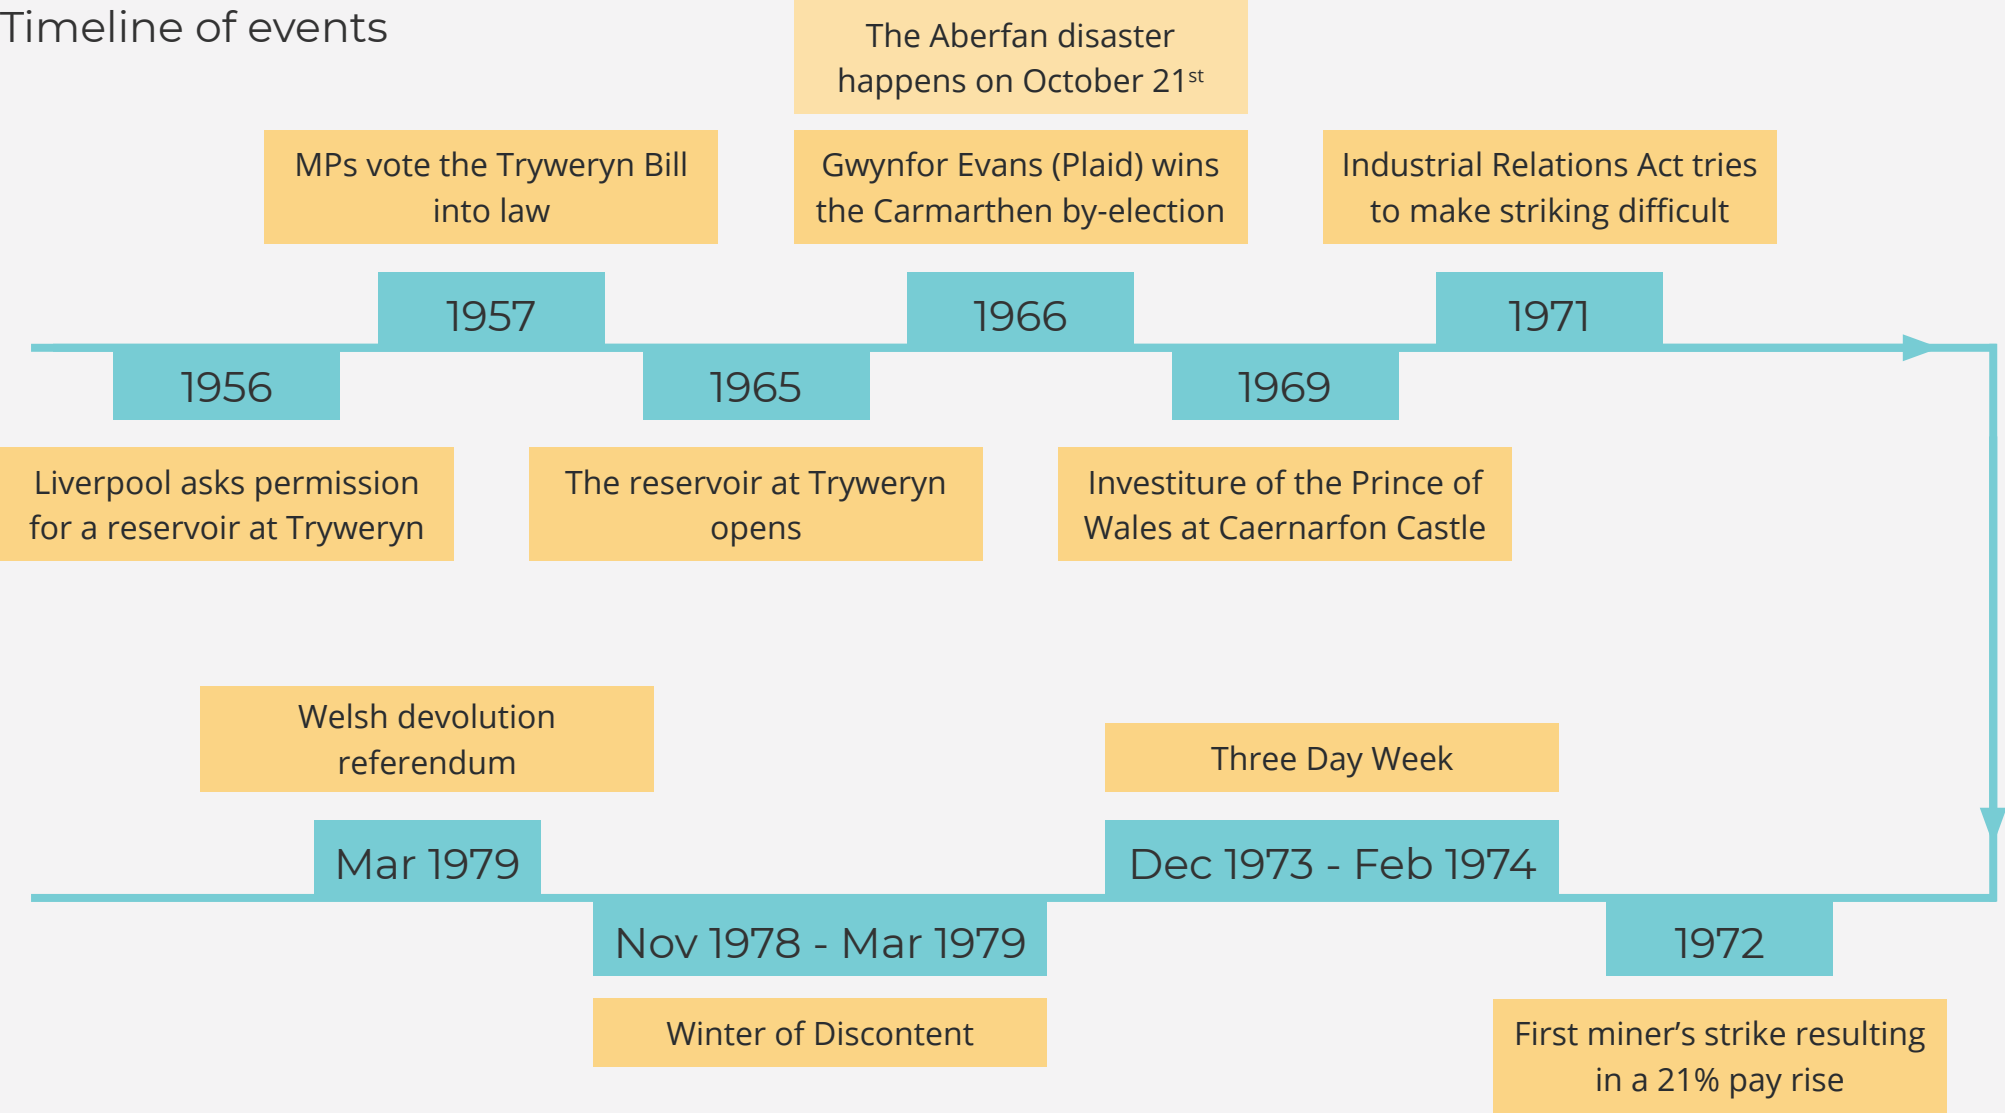 Timeline of events
The Aberfan disaster
happens on October 21st
MPs vote the Tryweryn Bill
into law
Gwynfor Evans (Plaid) wins
the Carmarthen by-election
Industrial Relations Act tries
to make striking difficult
1957
1966
1971
1956
1965
1969
Liverpool asks permission
for a reservoir at Tryweryn
The reservoir at Tryweryn
opens
Investiture of the Prince of
Wales at Caernarfon Castle
Welsh devolution
referendum
Three Day Week
Mar 1979
Dec 1973 - Feb 1974
Nov 1978 - Mar 1979
1972
Winter of Discontent
First miner’s strike resulting
in a 21% pay rise